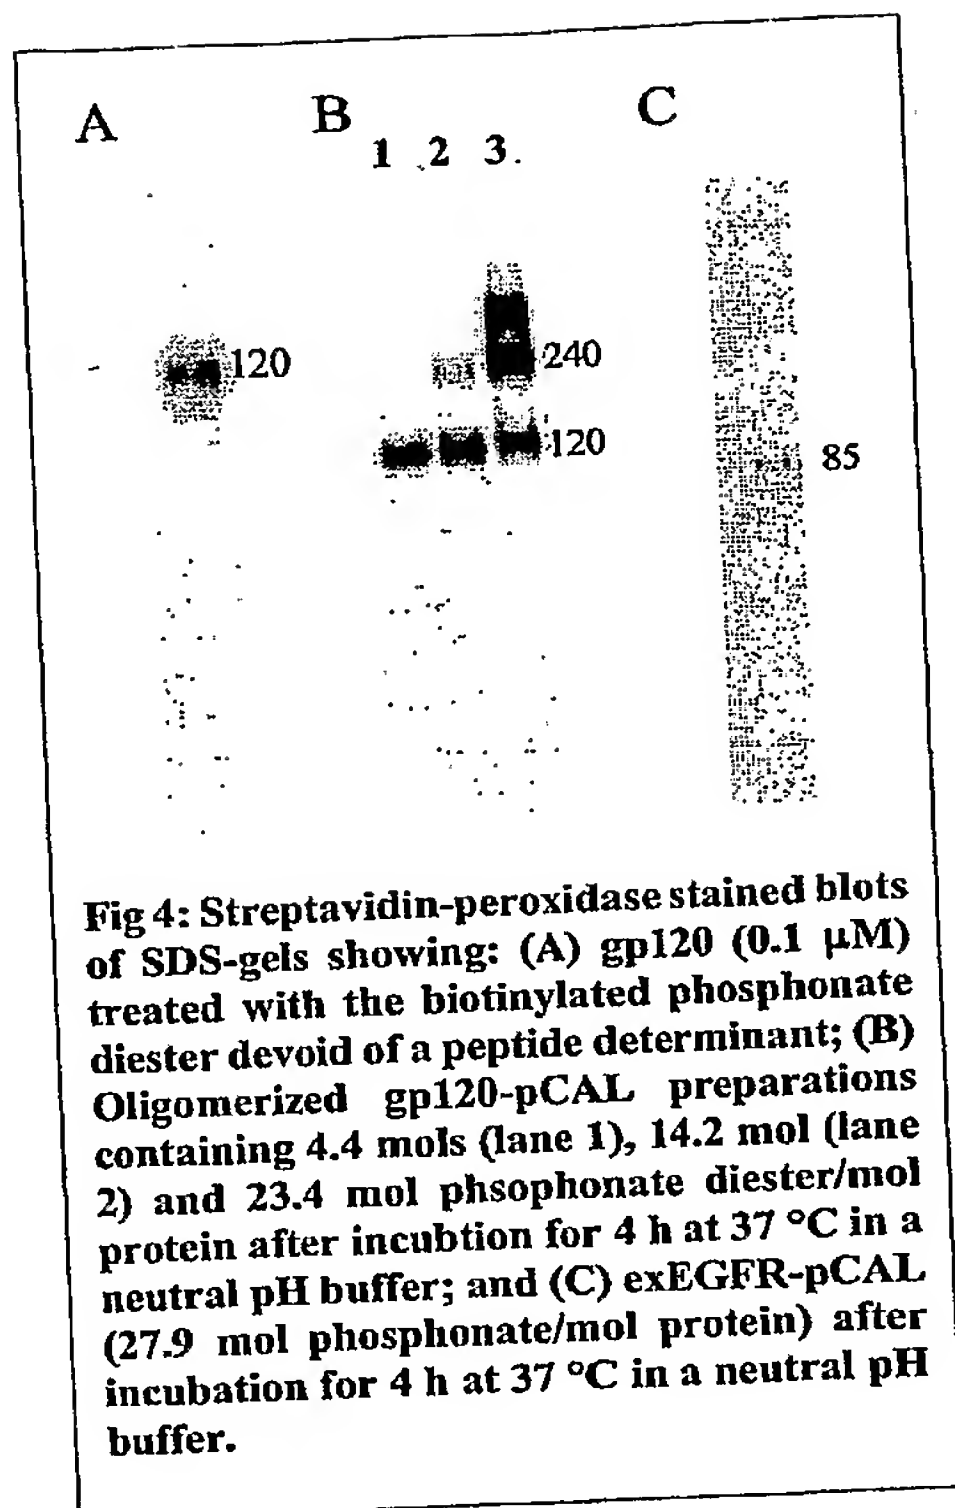 A B C
1 2 3
120 240
120
85
Fig 4: Streptavidin-peroxidase stained blots
of SDS-gels showing: (A) gp120 (0.1 μM)
treated with the biotinylated phosphonate
diester devoid of a peptide determinant; (B)
Oligomerized gp120-pCAL preparations
containing 4.4 mols (lane 1), 14.2 mol (lane
2) and 23.4 mol phsophonate diester/mol
protein after incubtion for 4 h at 37 °C in a
neutral pH buffer; and (C) exEGFR-pCAL
(27.9 mol phosphonate/mol protein) after
incubation for 4 h at 37 °C in a neutral pH
buffer.